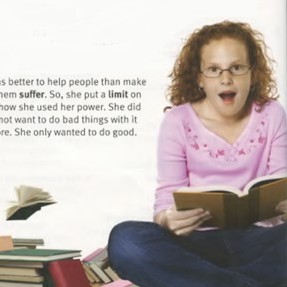 s better to help people than make
hem suffer. So, she put a limit on
how she used her power. She did
not want to do bad things with it
re. She only wanted to do good.